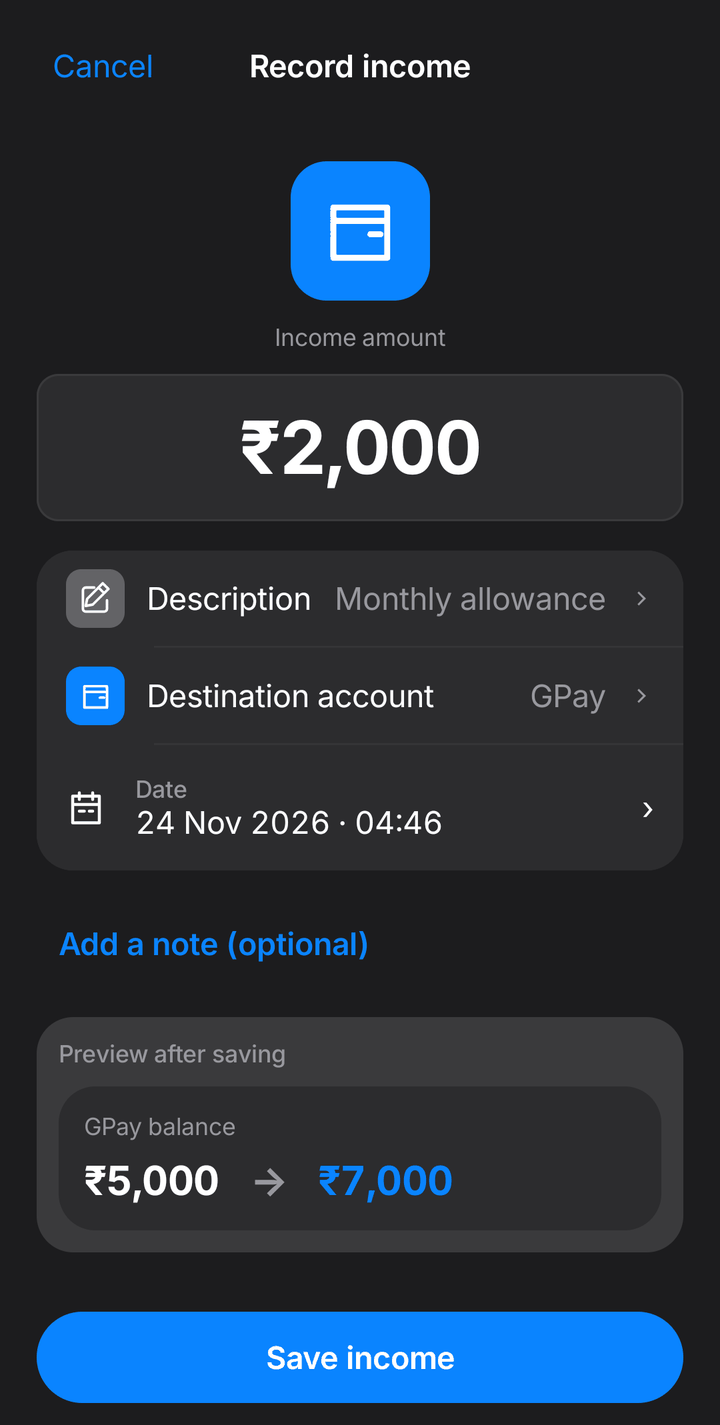 Cancel Record income
Income amount
₹2,000
Description Monthly allowance
Destination account GPay
Date
24 Nov 2026 · 04:46
Add a note (optional)
Preview after saving
GPay balance
₹5,000 → ₹7,000
Save income